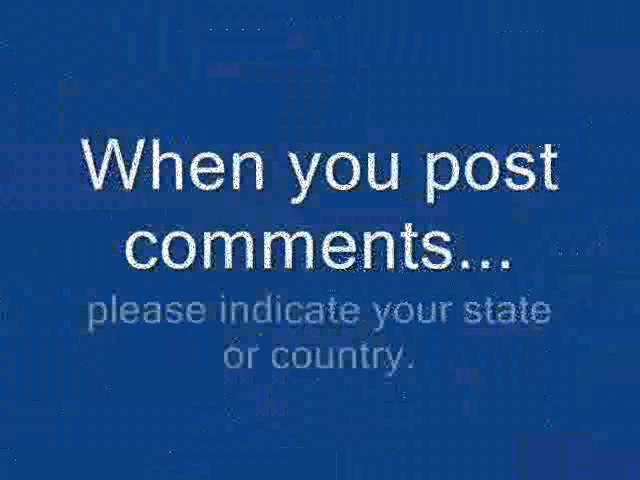 When you post
comments...
please indicate your state
or country.